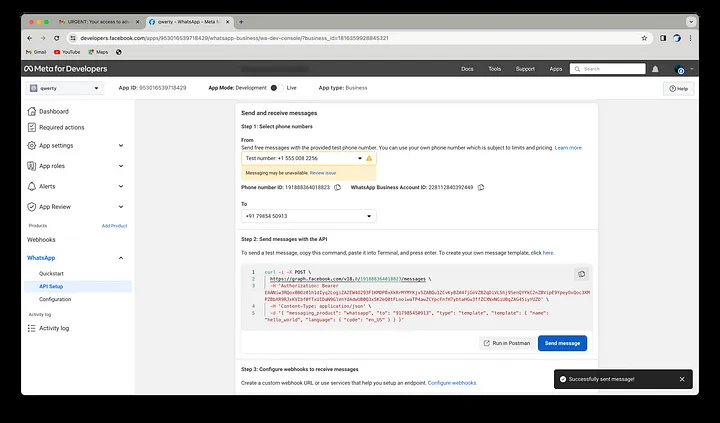 URGENT: Your access to adv
qwerty - WhatsApp - Meta f
developers.facebook.com/apps/953016539718429/whatsapp-business/wa-dev-console/?business_id=1816359928845321
Gmail YouTube Maps
Meta for Developers
Docs Tools Support Apps Search
qwerty
App ID: 953016539718429 App Mode: Development Live App type: Business
Help
Dashboard
Required actions
App settings
App roles
Alerts
App Review
Products Add Product
Webhooks
WhatsApp
Quickstart
API Setup
Configuration
Activity log
Activity log
Send and receive messages
Step 1: Select phone numbers
From
Send free messages with the provided test phone number. You can use your own phone number which is subject to limits and pricing. Learn more.
Test number: +1 555 008 2256
Messaging may be unavailable. Review issue
Phone number ID: 191888364018823 WhatsApp Business Account ID: 228112840392449
To
+91 79854 50913
Step 2: Send messages with the API
To send a test message, copy this command, paste it into Terminal, and press enter. To create your own message template, click here.
1 curl -i -X POST \
2 https://graph.facebook.com/v18.0/191888364018823/messages \
3 -H 'Authorization: Bearer
4 -H 'Content-Type: application/json' \
5 -d '{ "messaging_product": "whatsapp", "to": "917985450913", "type": "template", "template": { "name":
"hello_world", "language": { "code": "en_US" } } }'
Run in Postman Send message
Step 3: Configure webhooks to receive messages
Create a custom webhook URL or use services that help you setup an endpoint. Configure webhooks.
Successfully sent message!